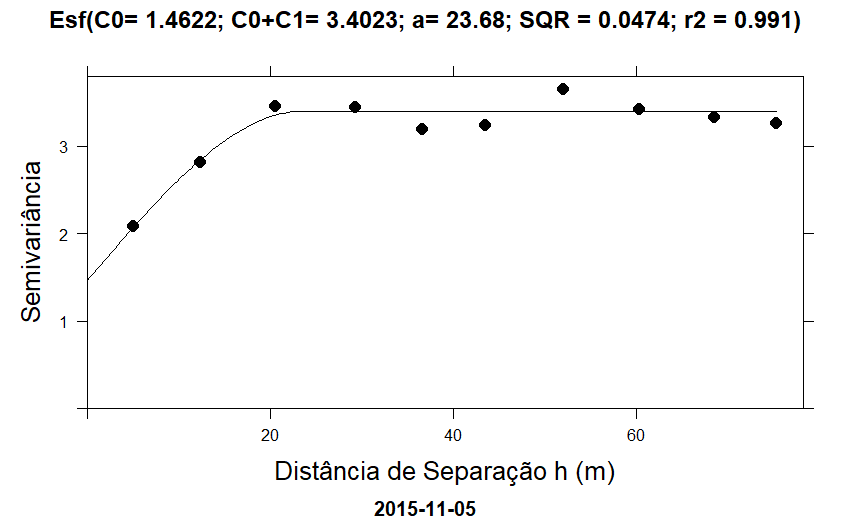 Esf(C0= 1.4622; C0+C1= 3.4023; a= 23.68; SQR = 0.0474; r2 = 0.991)
Semivariância
3
2
1
20 40 60
Distância de Separação h (m)
2015-11-05